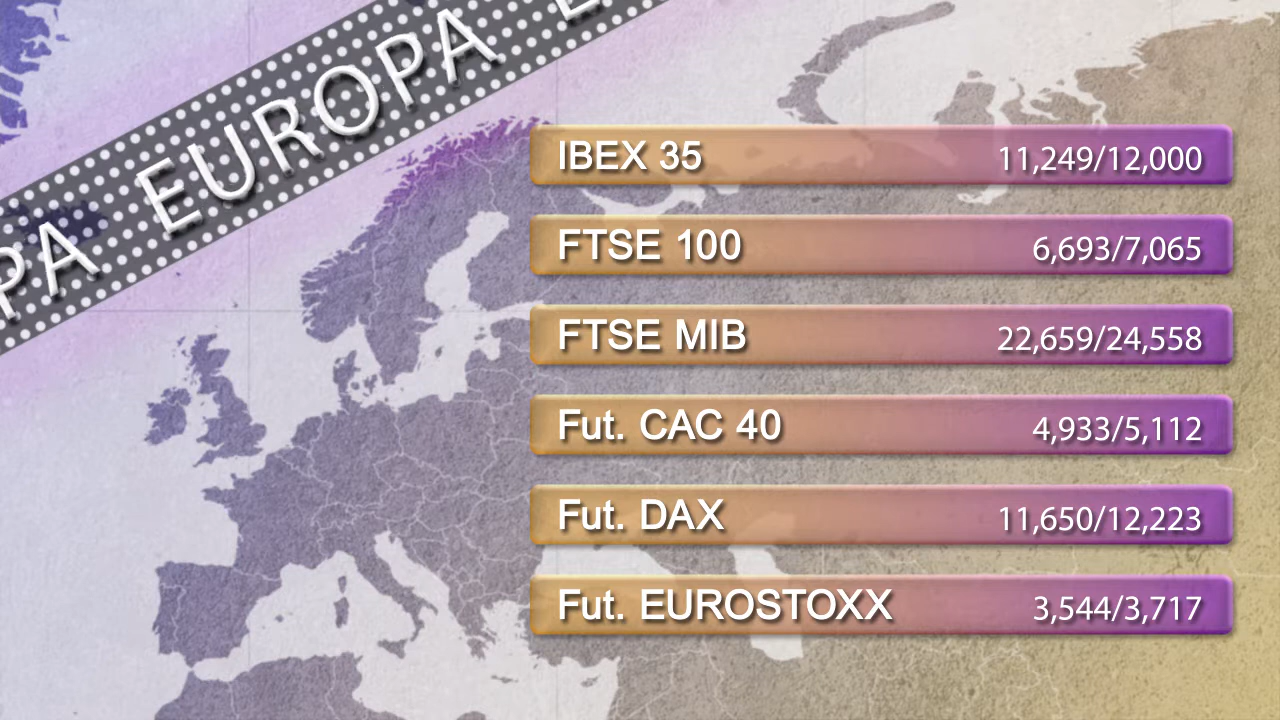 PA EUROPA E
IBEX 35 11,249/12,000
FTSE 100 6,693/7,065
FTSE MIB 22,659/24,558
Fut. CAC 40 4,933/5,112
Fut. DAX 11,650/12,223
Fut. EUROSTOXX 3,544/3,717